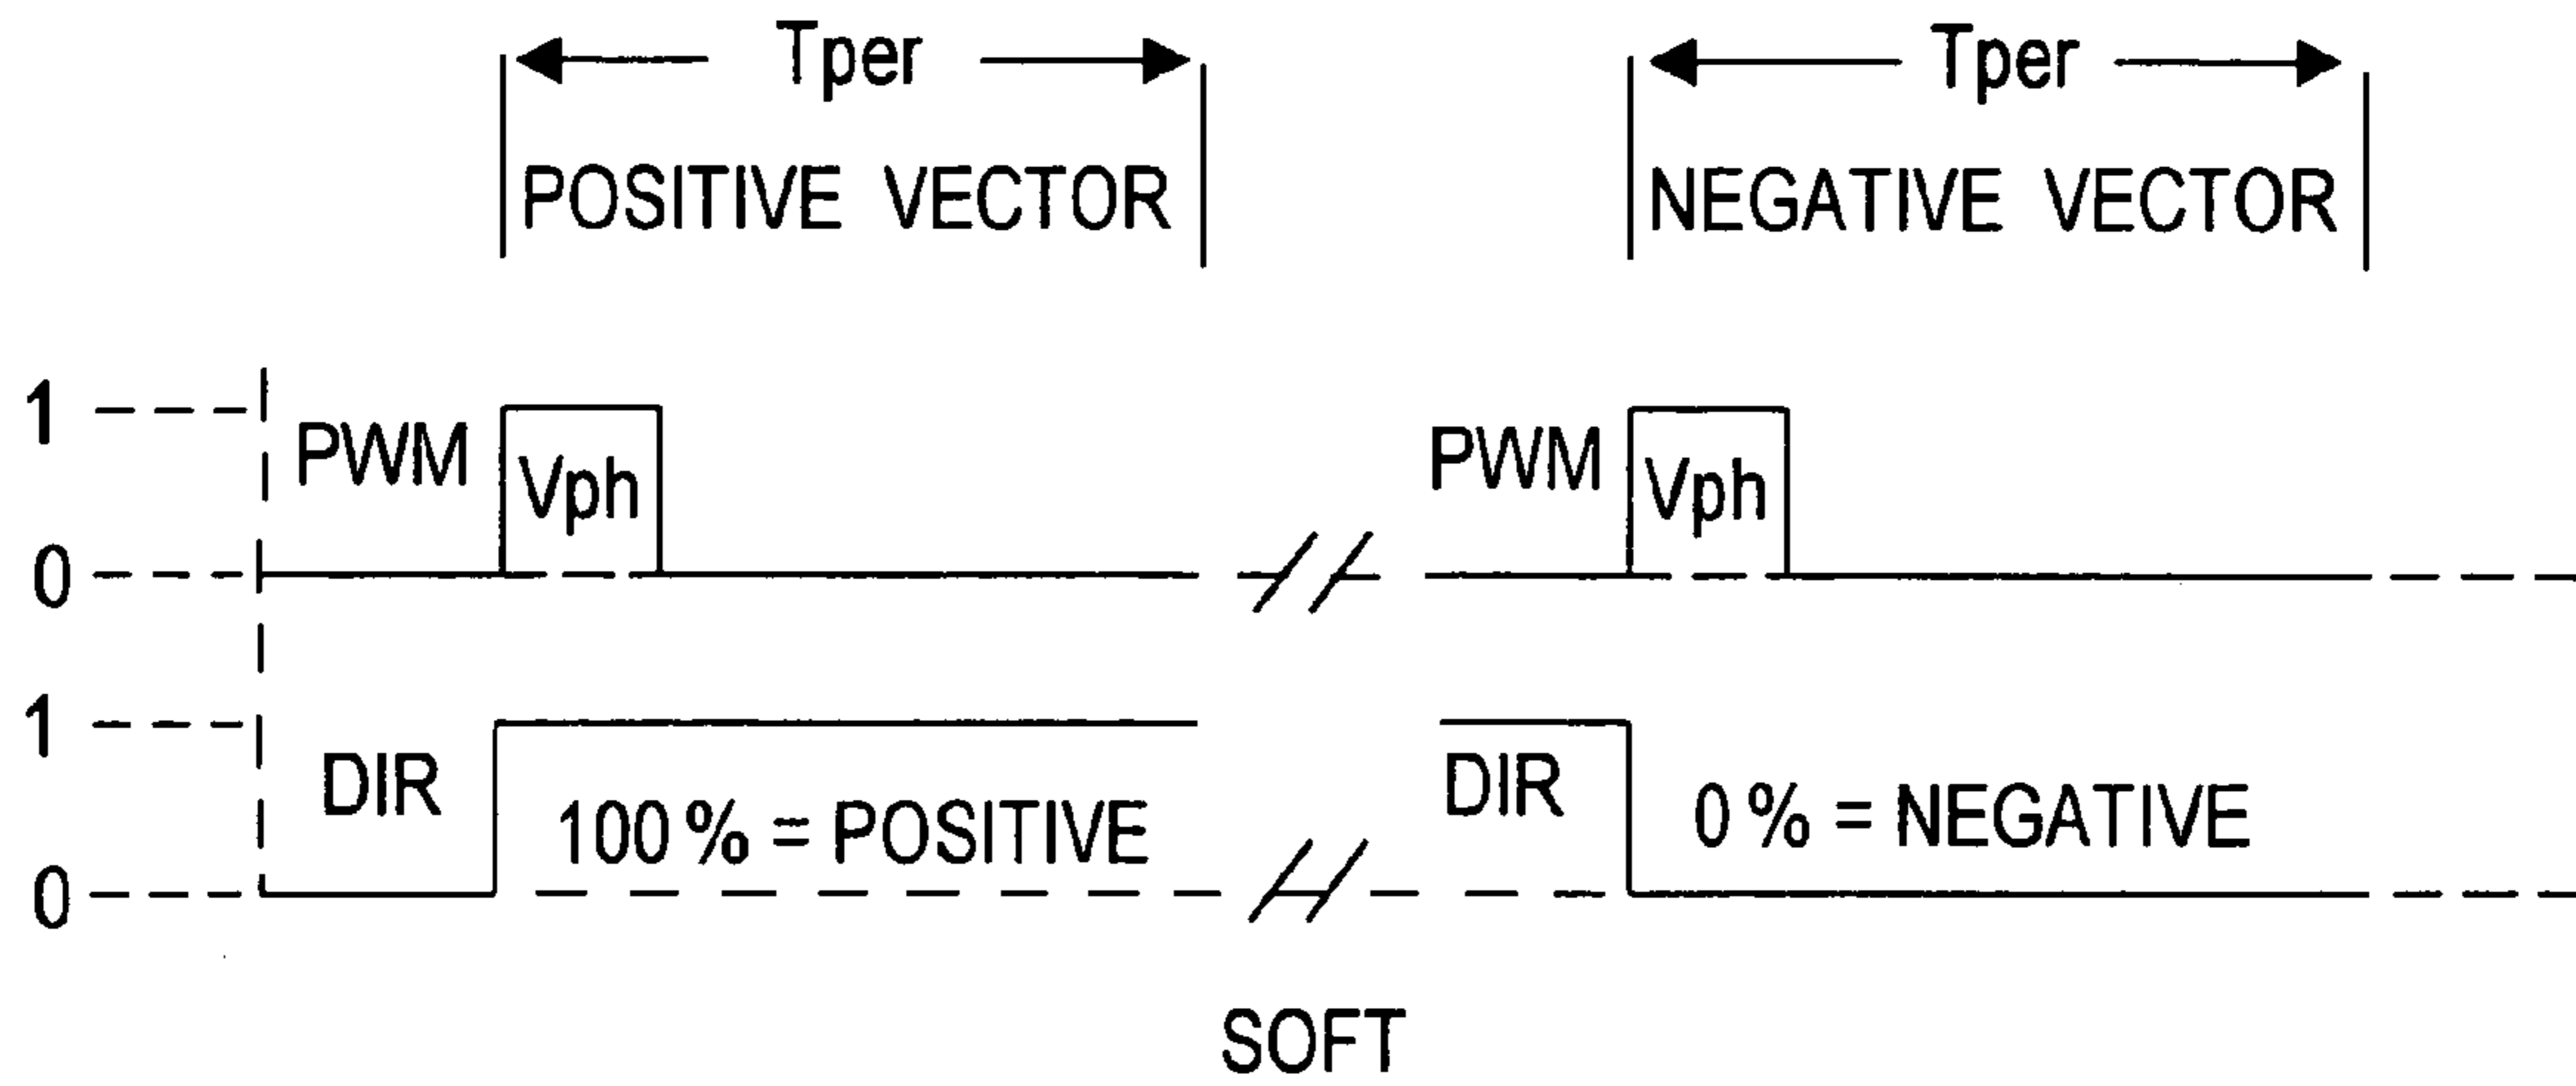 Tper
Tper
POSITIVE VECTOR
NEGATIVE VECTOR
1
PWM
Vph
PWM
Vph
0
1
DIR
100 % = POSITIVE
DIR
0 % = NEGATIVE
0
SOFT